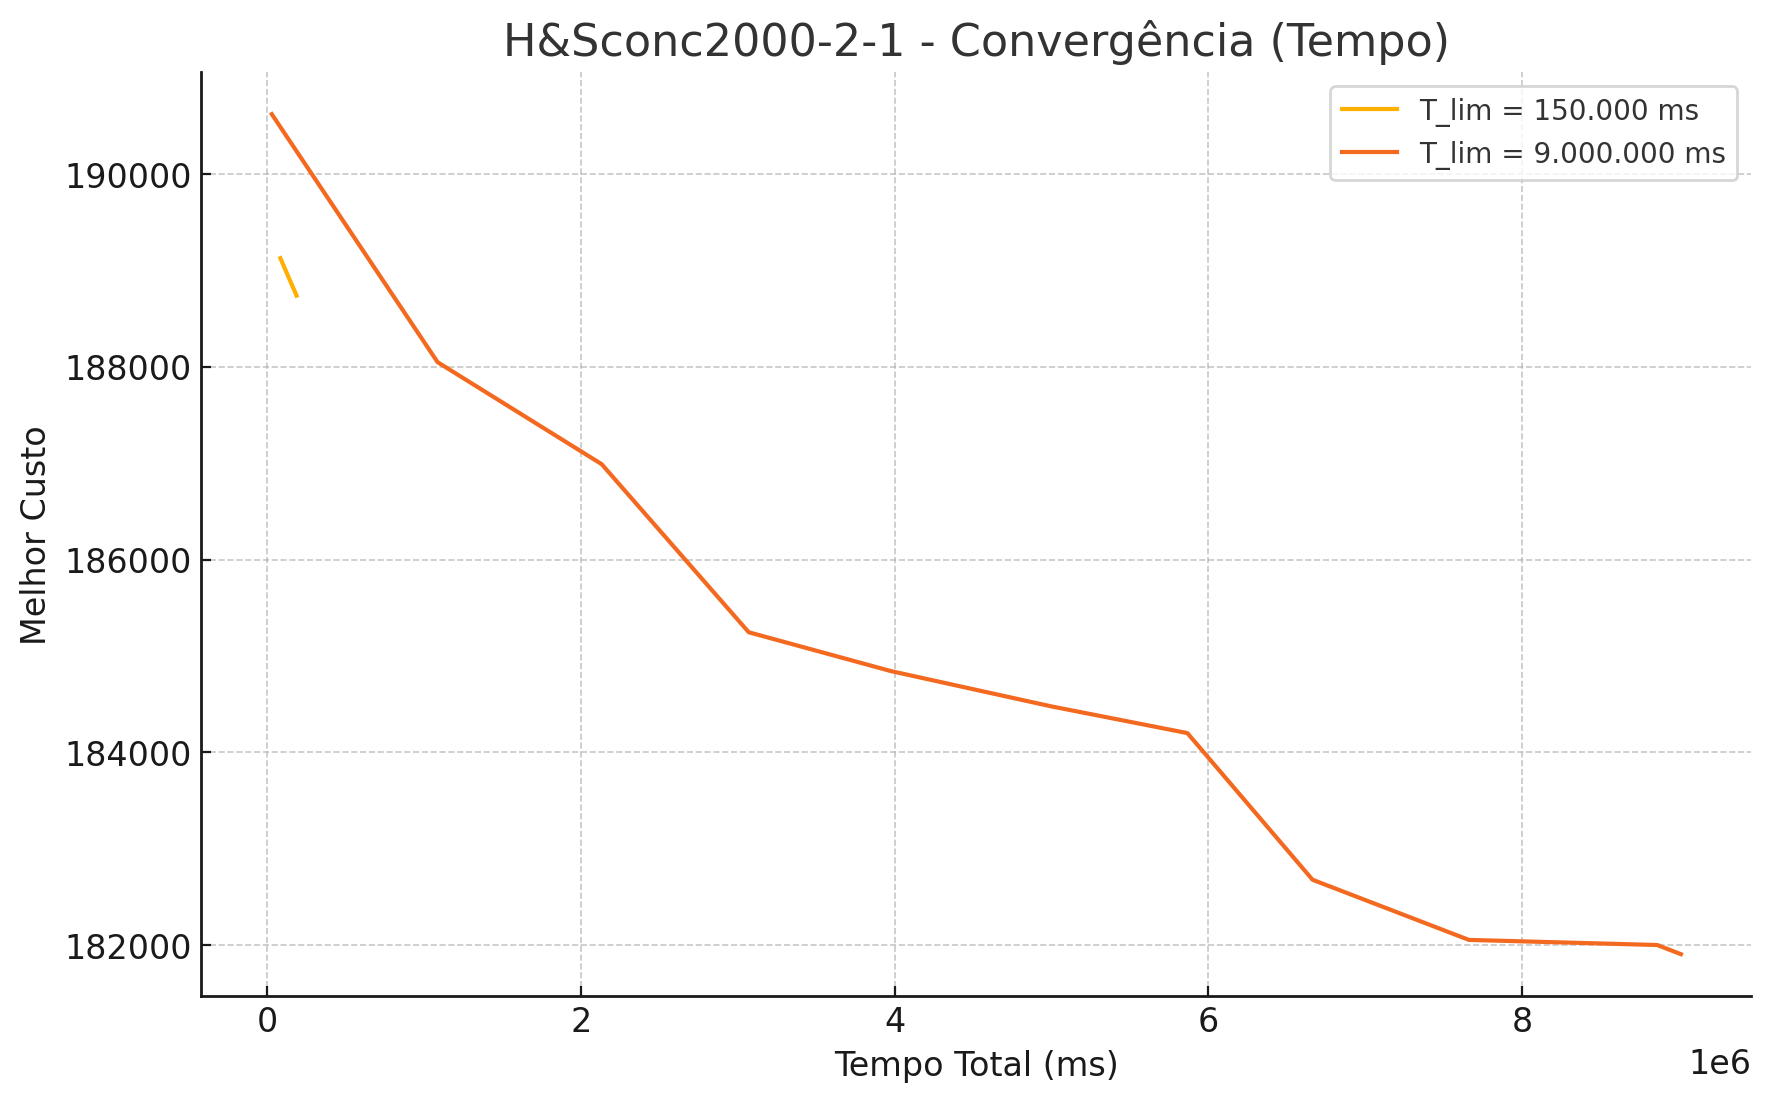 H&Sconc2000-2-1 - Convergência (Tempo)
T_lim = 150.000 ms
T_lim = 9.000.000 ms
Melhor Custo
190000
188000
186000
184000
182000
0 2 4 6 8
1e6
Tempo Total (ms)